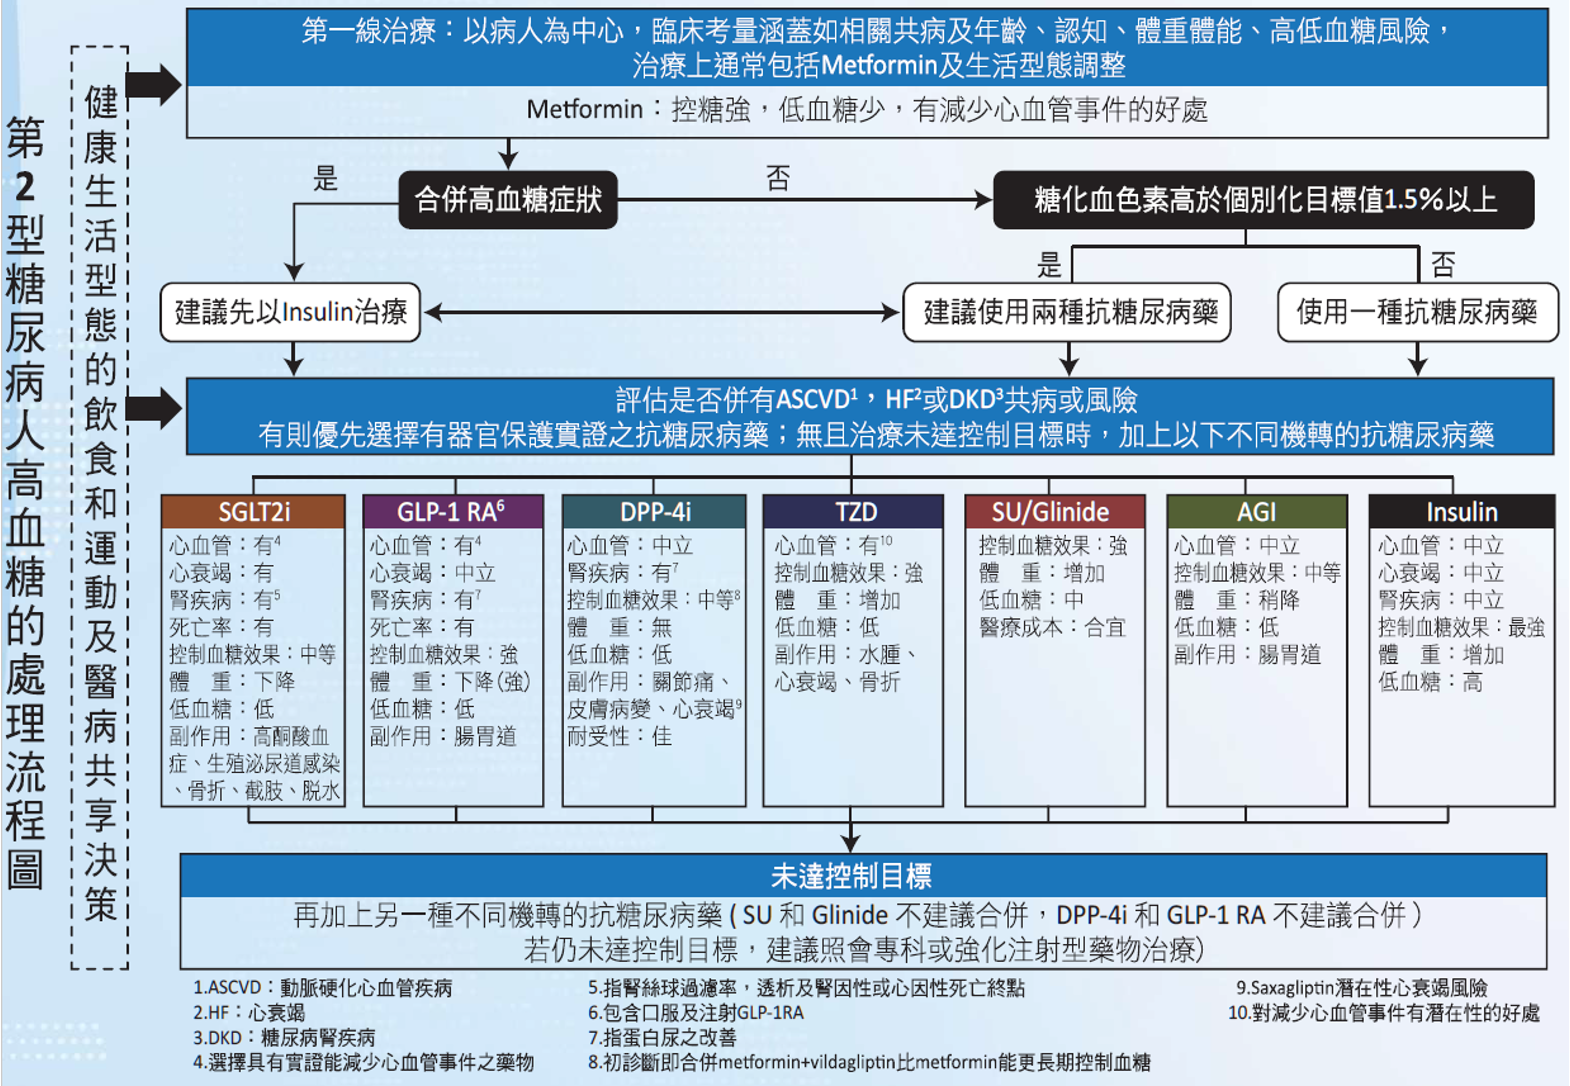 第2型糖尿病人高血糖的處理流程圖
健康生活型態的飲食和運動及醫病共享決策
第一線治療：以病人為中心，臨床考量涵蓋如相關共病及年齡、認知、體重體能、高低血糖風險，
治療上通常包括Metformin及生活型態調整
Metformin：控糖強，低血糖少，有減少心血管事件的好處
是
合併高血糖症狀
否
糖化血色素高於個別化目標值1.5%以上
是
否
建議先以Insulin治療
建議使用兩種抗糖尿病藥
使用一種抗糖尿病藥
評估是否併有ASCVD¹，HF²或DKD³共病或風險
有則優先選擇有器官保護實證之抗糖尿病藥；無且治療未達控制目標時，加上以下不同機轉的抗糖尿病藥
SGLT2i
心血管：有⁴
心衰竭：有
腎疾病：有⁵
死亡率：有
控制血糖效果：中等
體　重：下降
低血糖：低
副作用：高酮酸血
症、生殖泌尿道感染
、骨折、截肢、脫水
GLP-1 RA⁶
心血管：有⁴
心衰竭：中立
腎疾病：有⁷
死亡率：有
控制血糖效果：強
體　重：下降(強)
低血糖：低
副作用：腸胃道
DPP-4i
心血管：中立
腎疾病：有⁷
控制血糖效果：中等⁸
體　重：無
低血糖：低
副作用：關節痛、
皮膚病變、心衰竭⁹
耐受性：佳
TZD
心血管：有¹⁰
控制血糖效果：強
體　重：增加
低血糖：低
副作用：水腫、
心衰竭、骨折
SU/Glinide
控制血糖效果：強
體　重：增加
低血糖：中
醫療成本：合宜
AGI
心血管：中立
控制血糖效果：中等
體　重：稍降
低血糖：低
副作用：腸胃道
Insulin
心血管：中立
心衰竭：中立
腎疾病：中立
控制血糖效果：最強
體　重：增加
低血糖：高
未達控制目標
再加上另一種不同機轉的抗糖尿病藥 ( SU 和 Glinide 不建議合併，DPP-4i 和 GLP-1 RA 不建議合併 )
若仍未達控制目標，建議照會專科或強化注射型藥物治療)
1.ASCVD：動脈硬化心血管疾病
2.HF：心衰竭
3.DKD：糖尿病腎疾病
4.選擇具有實證能減少心血管事件之藥物
5.指腎絲球過濾率，透析及腎因性或心因性死亡終點
6.包含口服及注射GLP-1RA
7.指蛋白尿之改善
8.初診斷即合併metformin+vildagliptin比metformin能更長期控制血糖
9.Saxagliptin潛在性心衰竭風險
10.對減少心血管事件有潛在性的好處